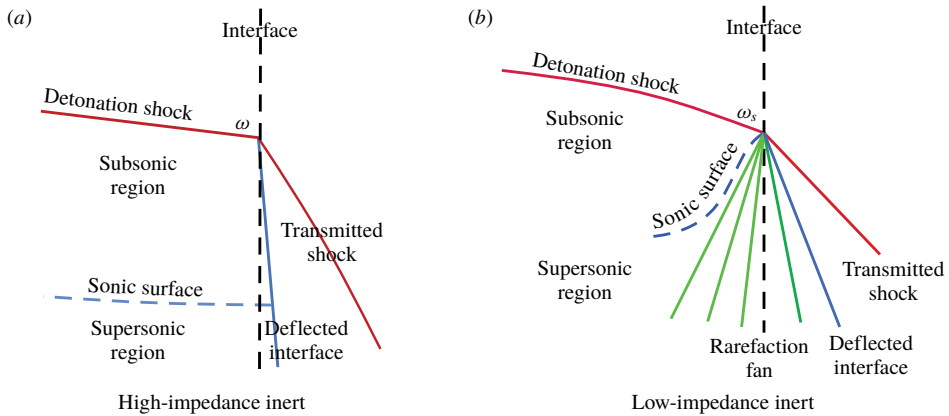 (a)
Interface
Detonation shock
ω
Subsonic
region
Transmitted
shock
Sonic surface
Supersonic
region
Deflected
interface
High-impedance inert
(b)
Interface
Detonation shock
ωs
Subsonic
region
Sonic surface
Supersonic
region
Transmitted
shock
Rarefaction
fan
Deflected
interface
Low-impedance inert